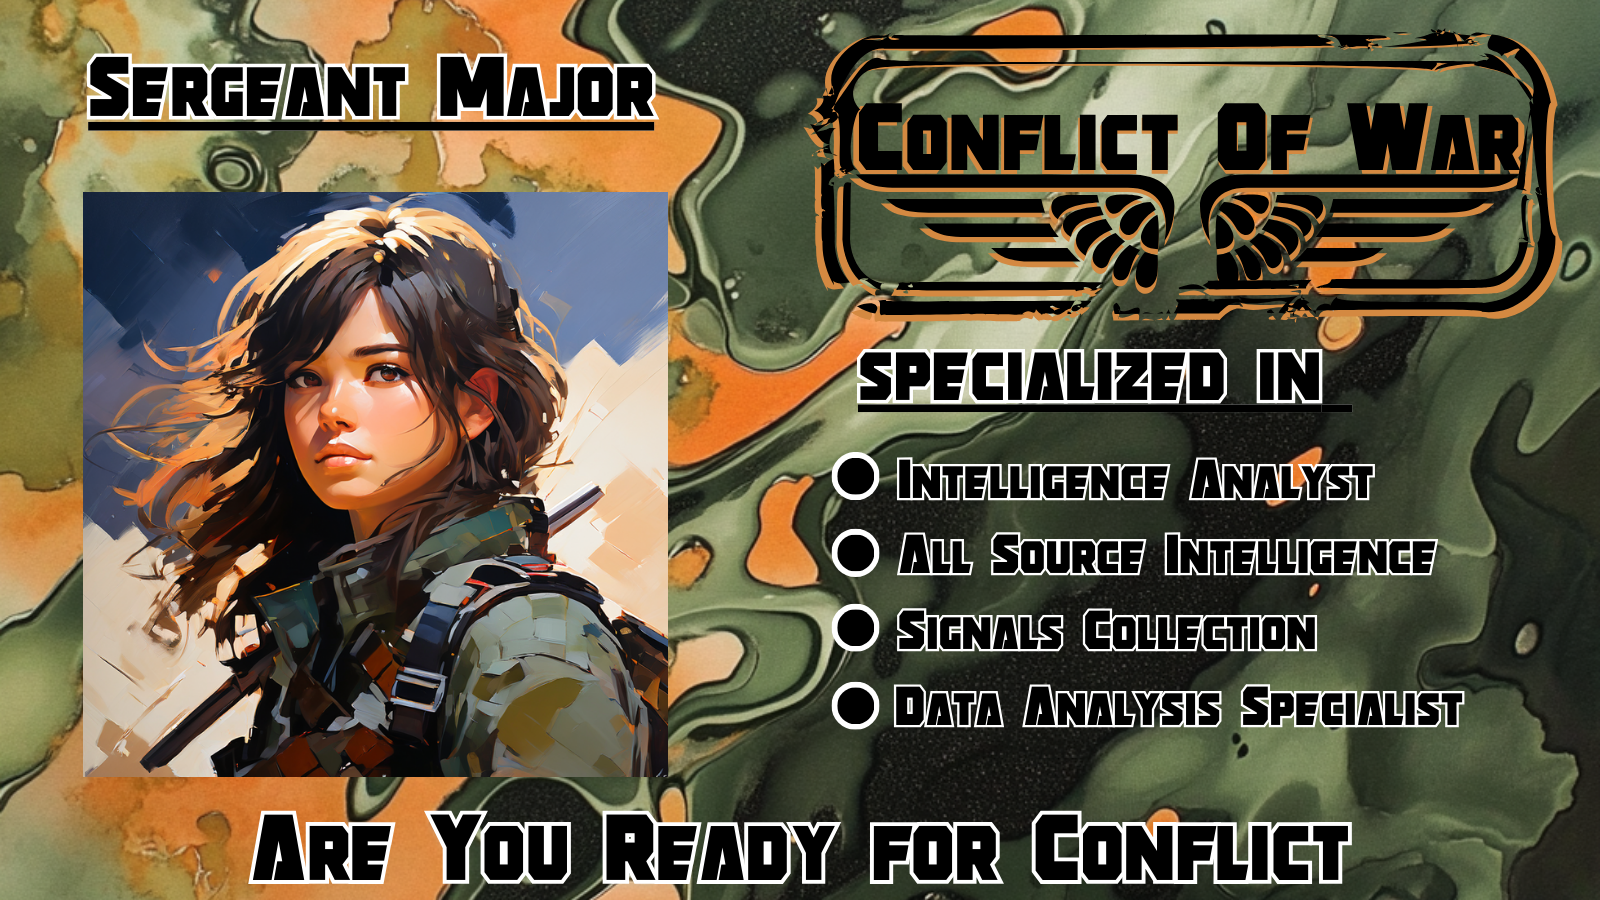 Sergeant Major
Conflict Of War
SPECIALIZED IN
Intelligence Analyst
All Source Intelligence
Signals Collection
Data Analysis Specialist
Are You Ready for Conflict